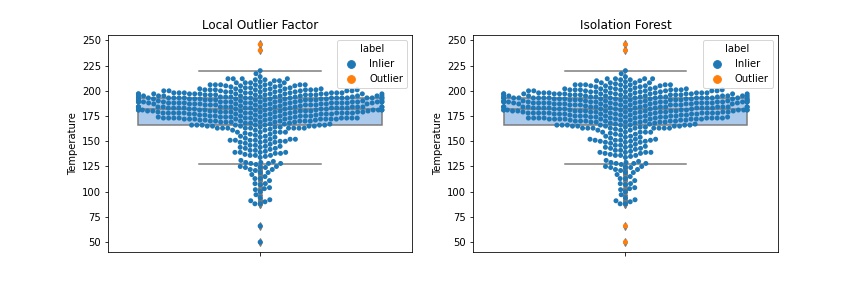 Local Outlier Factor
250
225
200
175
150
125
100
75
50
Temperature
label
Inlier
Outlier
Isolation Forest
250
225
200
175
150
125
100
75
50
Temperature
label
Inlier
Outlier